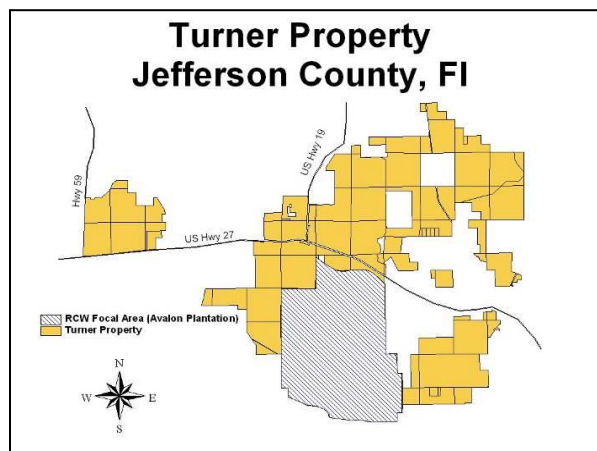 Turner Property
Jefferson County, Fl
Hwy 59
US Hwy 19
US Hwy 27
RCW Focal Area (Avalon Plantation)
Turner Property
N
W E
S